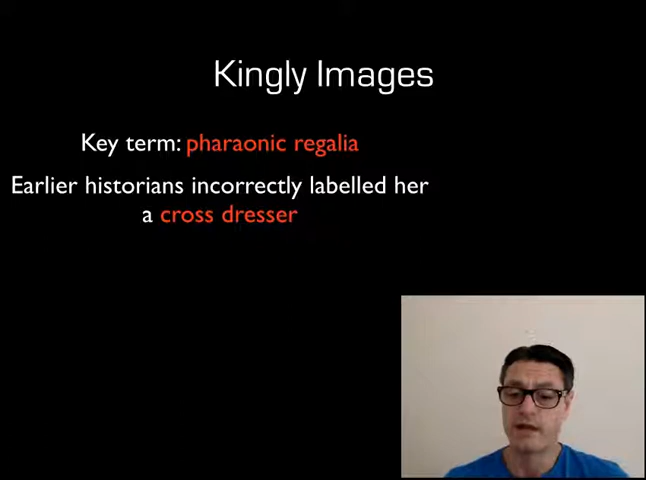 Kingly Images
Key term: pharaonic regalia
Earlier historians incorrectly labelled her
a cross dresser